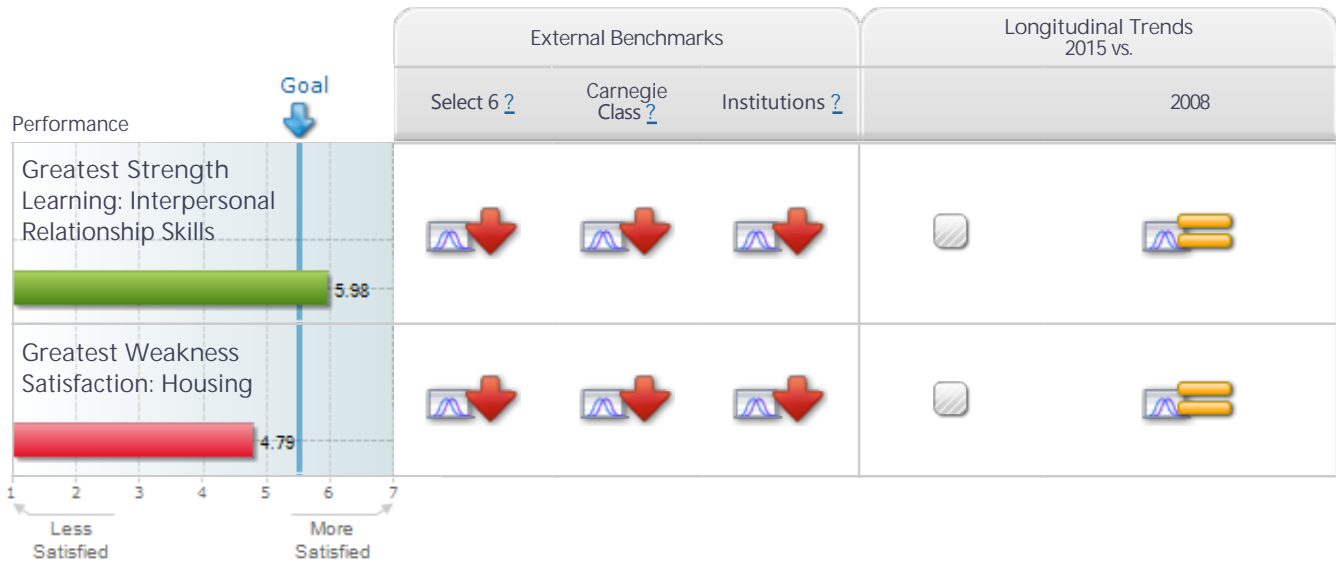 External Benchmarks
Longitudinal Trends
2015 vs.
Goal
Select 6 ?
Carnegie
Class ?
Institutions ?
2008
Performance
Greatest Strength
Learning: Interpersonal
Relationship Skills
5.98
Greatest Weakness
Satisfaction: Housing
4.79
1 2 3 4 5 6 7
Less
Satisfied
More
Satisfied